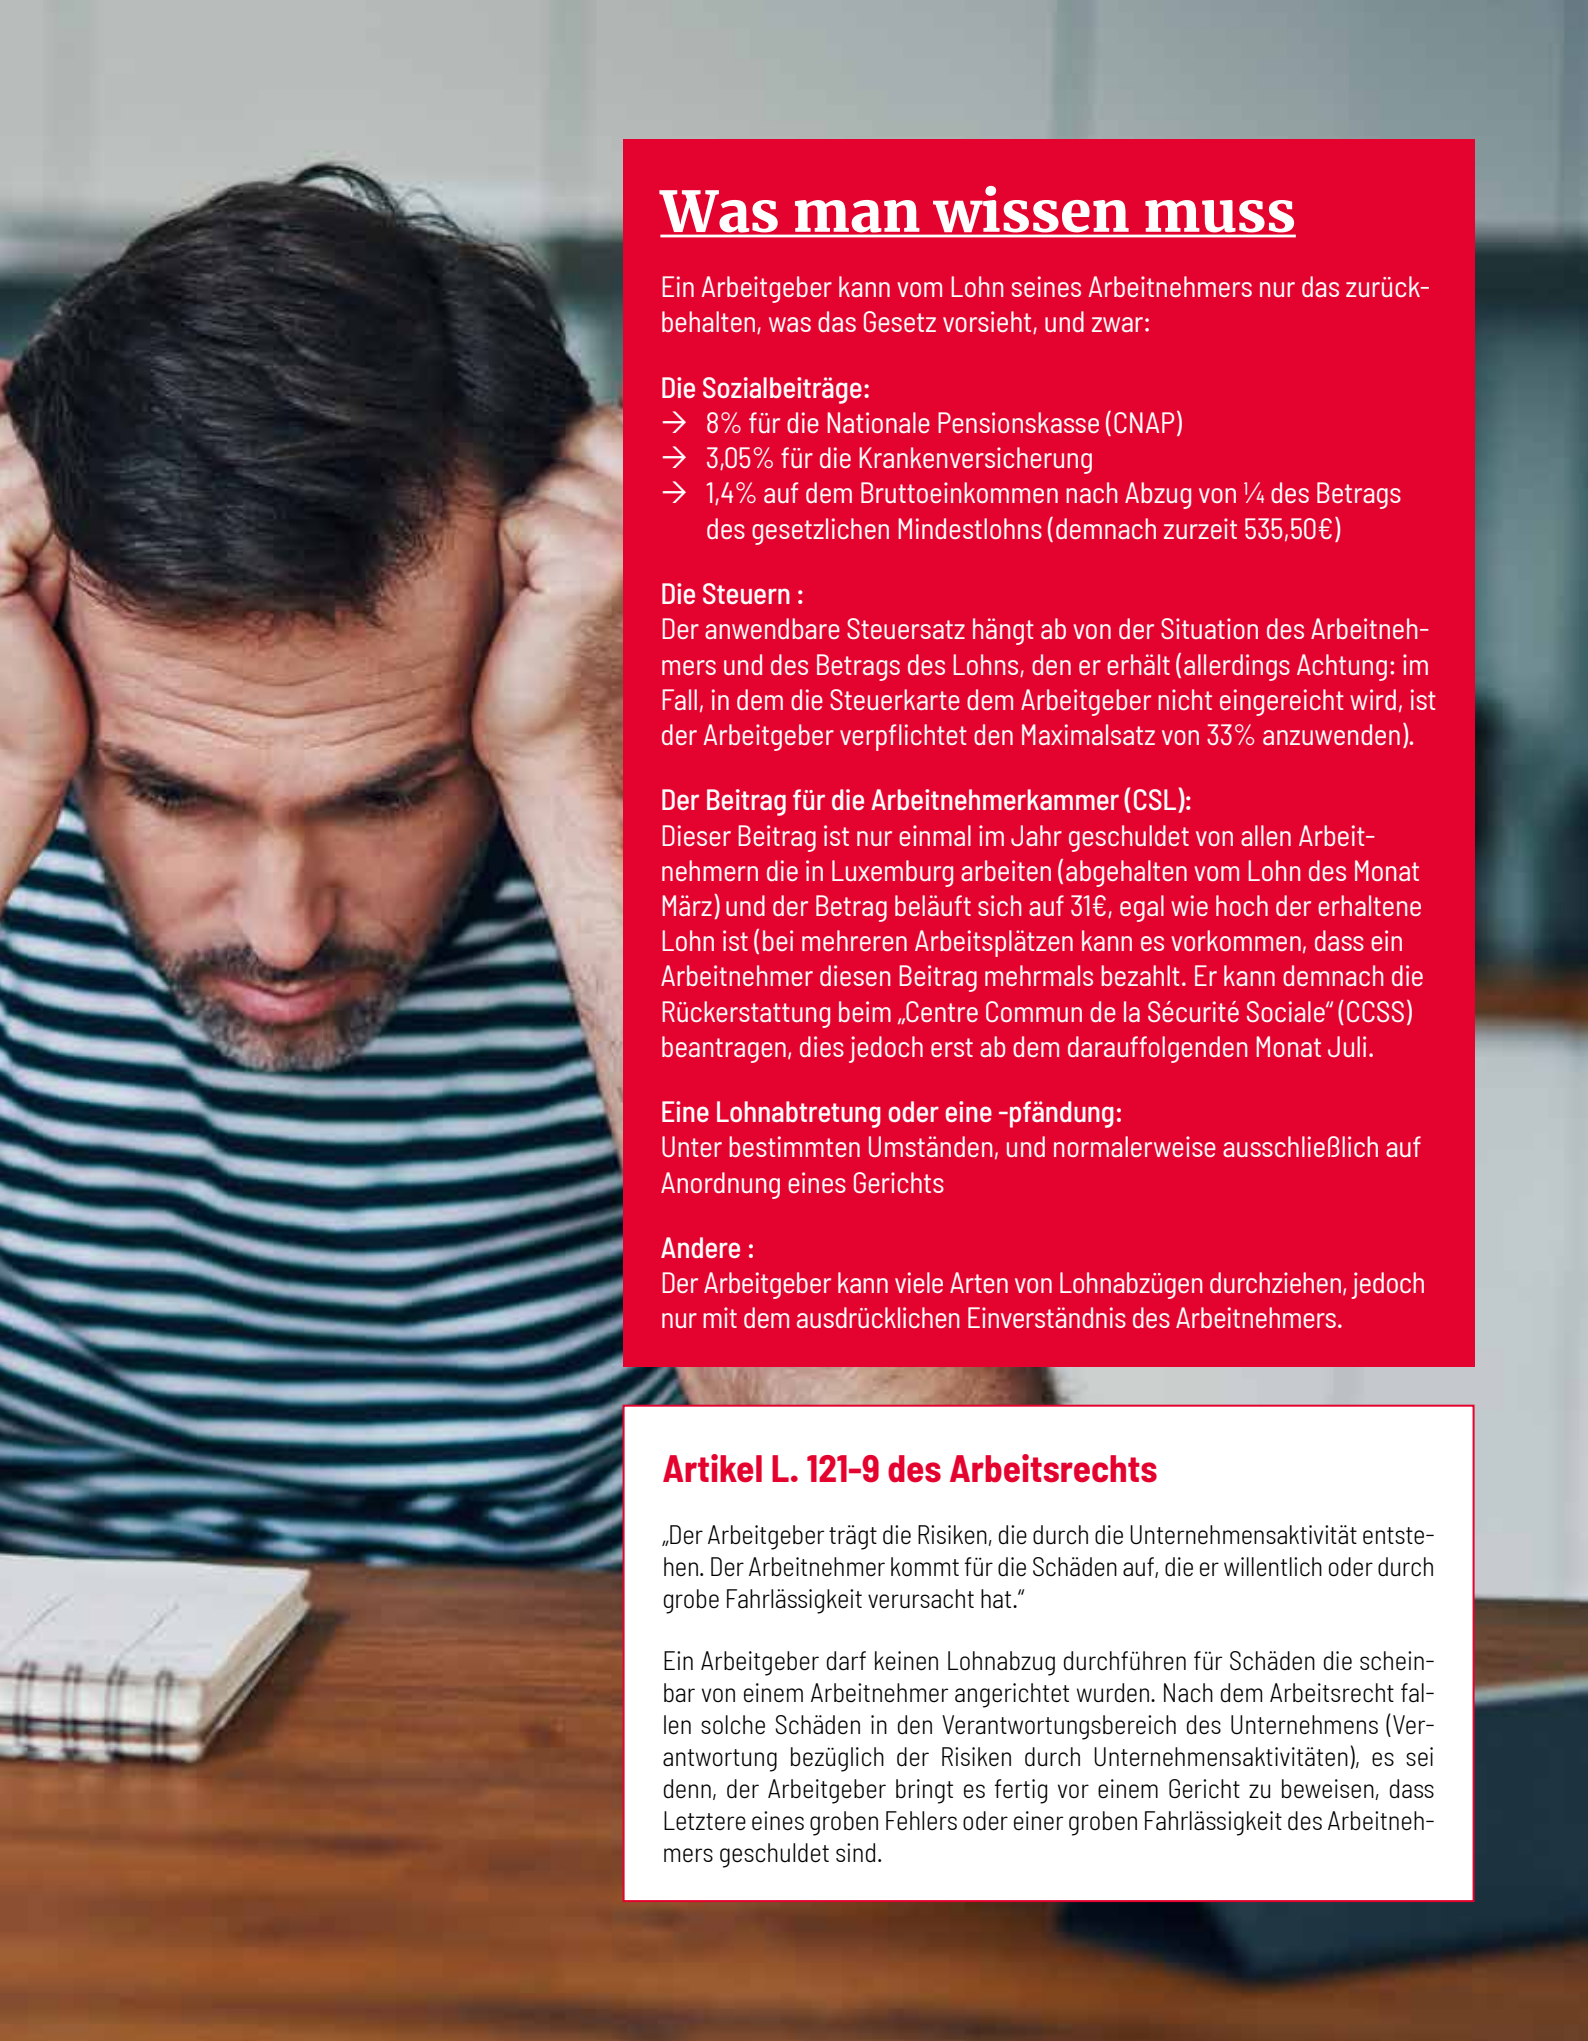 Was man wissen muss
Ein Arbeitgeber kann vom Lohn seines Arbeitnehmers nur das zurück-
behalten, was das Gesetz vorsieht, und zwar:
Die Sozialbeiträge:
→ 8% für die Nationale Pensionskasse (CNAP)
→ 3,05% für die Krankenversicherung
→ 1,4% auf dem Bruttoeinkommen nach Abzug von ¼ des Betrags
des gesetzlichen Mindestlohns (demnach zurzeit 535,50€)
Die Steuern :
Der anwendbare Steuersatz hängt ab von der Situation des Arbeitneh-
mers und des Betrags des Lohns, den er erhält (allerdings Achtung: im
Fall, in dem die Steuerkarte dem Arbeitgeber nicht eingereicht wird, ist
der Arbeitgeber verpflichtet den Maximalsatz von 33% anzuwenden).
Der Beitrag für die Arbeitnehmerkammer (CSL):
Dieser Beitrag ist nur einmal im Jahr geschuldet von allen Arbeit-
nehmern die in Luxemburg arbeiten (abgehalten vom Lohn des Monat
März) und der Betrag beläuft sich auf 31€, egal wie hoch der erhaltene
Lohn ist (bei mehreren Arbeitsplätzen kann es vorkommen, dass ein
Arbeitnehmer diesen Beitrag mehrmals bezahlt. Er kann demnach die
Rückerstattung beim „Centre Commun de la Sécurité Sociale“ (CCSS)
beantragen, dies jedoch erst ab dem darauffolgenden Monat Juli.
Eine Lohnabtretung oder eine -pfändung:
Unter bestimmten Umständen, und normalerweise ausschließlich auf
Anordnung eines Gerichts
Andere :
Der Arbeitgeber kann viele Arten von Lohnabzügen durchziehen, jedoch
nur mit dem ausdrücklichen Einverständnis des Arbeitnehmers.
Artikel L. 121-9 des Arbeitsrechts
„Der Arbeitgeber trägt die Risiken, die durch die Unternehmensaktivität entste-
hen. Der Arbeitnehmer kommt für die Schäden auf, die er willentlich oder durch
grobe Fahrlässigkeit verursacht hat.“
Ein Arbeitgeber darf keinen Lohnabzug durchführen für Schäden die schein-
bar von einem Arbeitnehmer angerichtet wurden. Nach dem Arbeitsrecht fal-
len solche Schäden in den Verantwortungsbereich des Unternehmens (Ver-
antwortung bezüglich der Risiken durch Unternehmensaktivitäten), es sei
denn, der Arbeitgeber bringt es fertig vor einem Gericht zu beweisen, dass
Letztere eines groben Fehlers oder einer groben Fahrlässigkeit des Arbeitneh-
mers geschuldet sind.